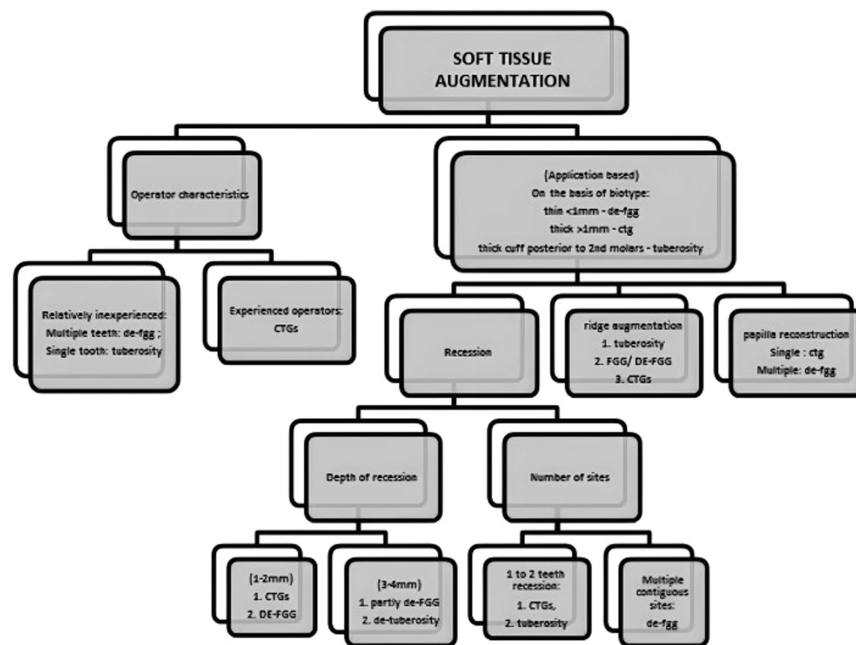 SOFT TISSUE
AUGMENTATION
Operator characteristics
(Application based)
On the basis of biotype:
thin <1mm - de-fgg
thick >1mm - ctg
thick cuff posterior to 2nd molars - tuberosity
Relatively inexperienced:
Multiple teeth: de-fgg ;
Single tooth: tuberosity
Experienced operators:
CTGs
Recession
ridge augmentation
1. tuberosity
2. FGG/ DE-FGG
3. CTGs
papilla reconstruction
Single : ctg
Multiple: de-fgg
Depth of recession
Number of sites
(1-2mm)
1. CTGs
2. DE-FGG
(3-4mm)
1. partly de-FGG
2. de-tuberosity
1 to 2 teeth
recession:
1. CTGs,
2. tuberosity
Multiple
contiguous
sites:
de-fgg